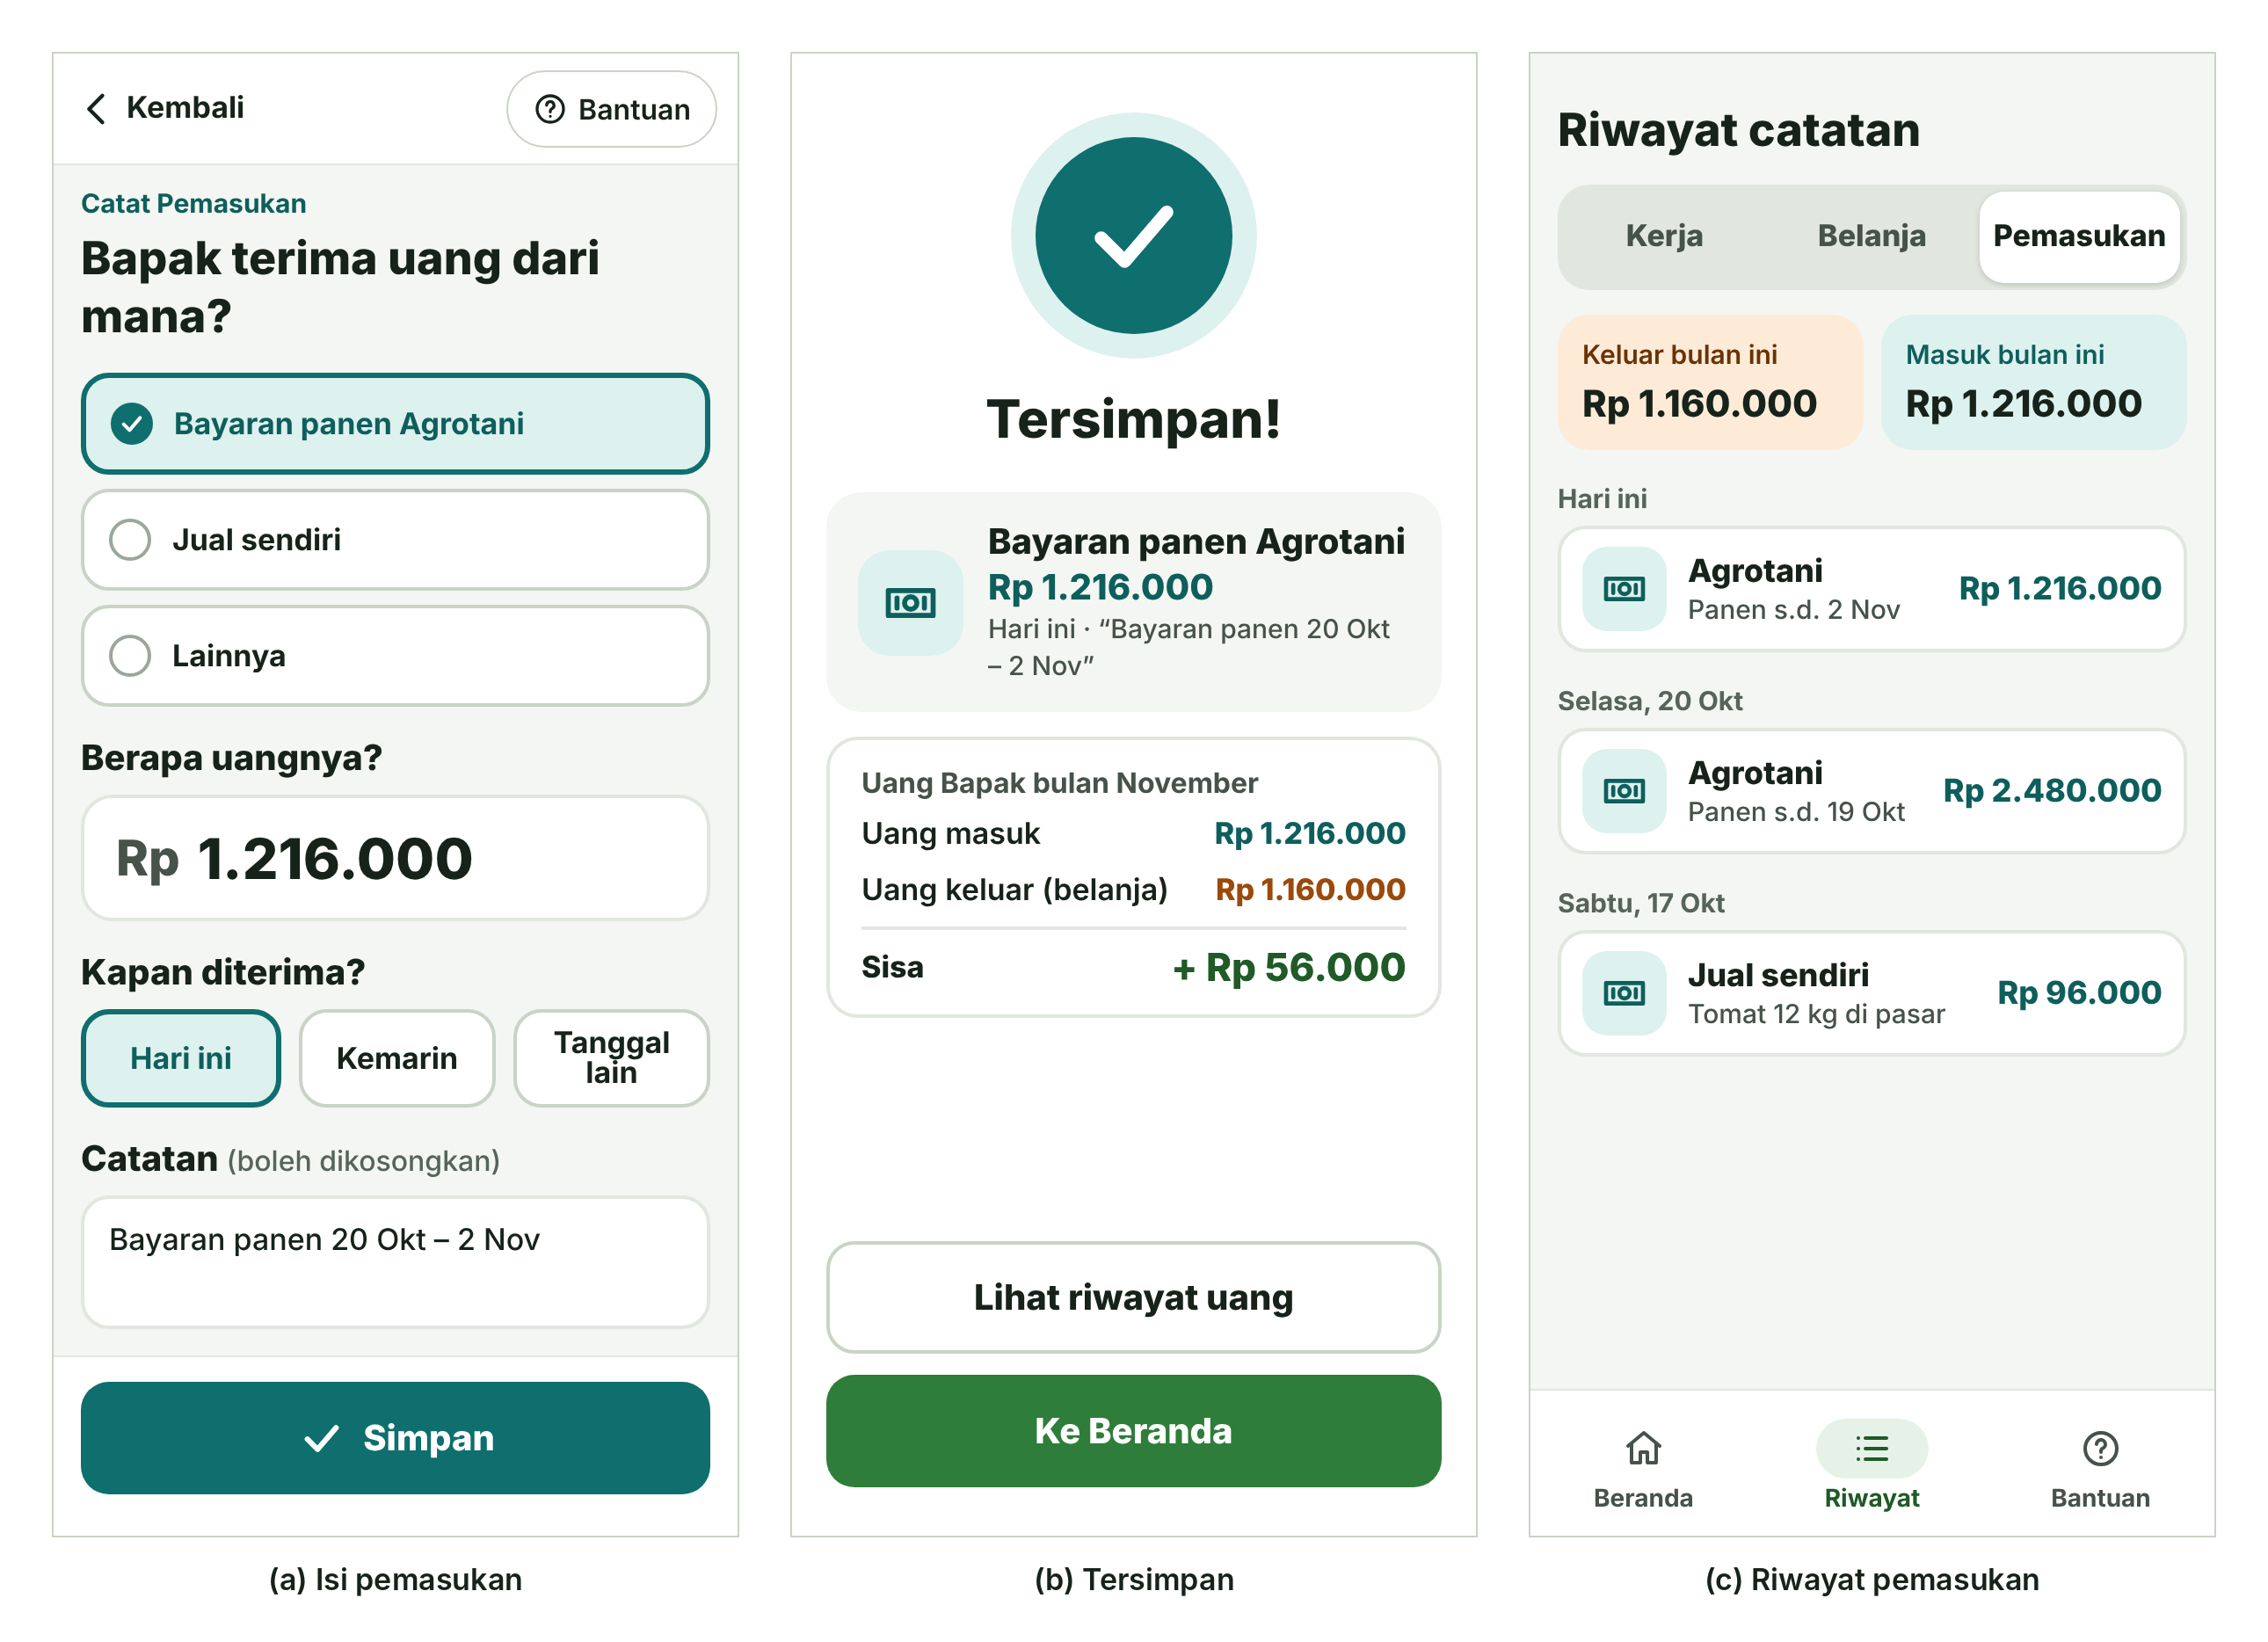 Kembali
Bantuan
Catat Pemasukan
Bapak terima uang dari
mana?
Bayaran panen Agrotani
Jual sendiri
Lainnya
Berapa uangnya?
Rp 1.216.000
Kapan diterima?
Hari ini
Kemarin
Tanggal
lain
Catatan (boleh dikosongkan)
Bayaran panen 20 Okt – 2 Nov
Simpan
(a) Isi pemasukan
Tersimpan!
Bayaran panen Agrotani
Rp 1.216.000
Hari ini · “Bayaran panen 20 Okt
– 2 Nov”
Uang Bapak bulan November
Uang masuk Rp 1.216.000
Uang keluar (belanja) Rp 1.160.000
Sisa + Rp 56.000
Lihat riwayat uang
Ke Beranda
(b) Tersimpan
Riwayat catatan
Kerja
Belanja
Pemasukan
Keluar bulan ini
Rp 1.160.000
Masuk bulan ini
Rp 1.216.000
Hari ini
Agrotani
Panen s.d. 2 Nov
Rp 1.216.000
Selasa, 20 Okt
Agrotani
Panen s.d. 19 Okt
Rp 2.480.000
Sabtu, 17 Okt
Jual sendiri
Tomat 12 kg di pasar
Rp 96.000
Beranda
Riwayat
Bantuan
(c) Riwayat pemasukan